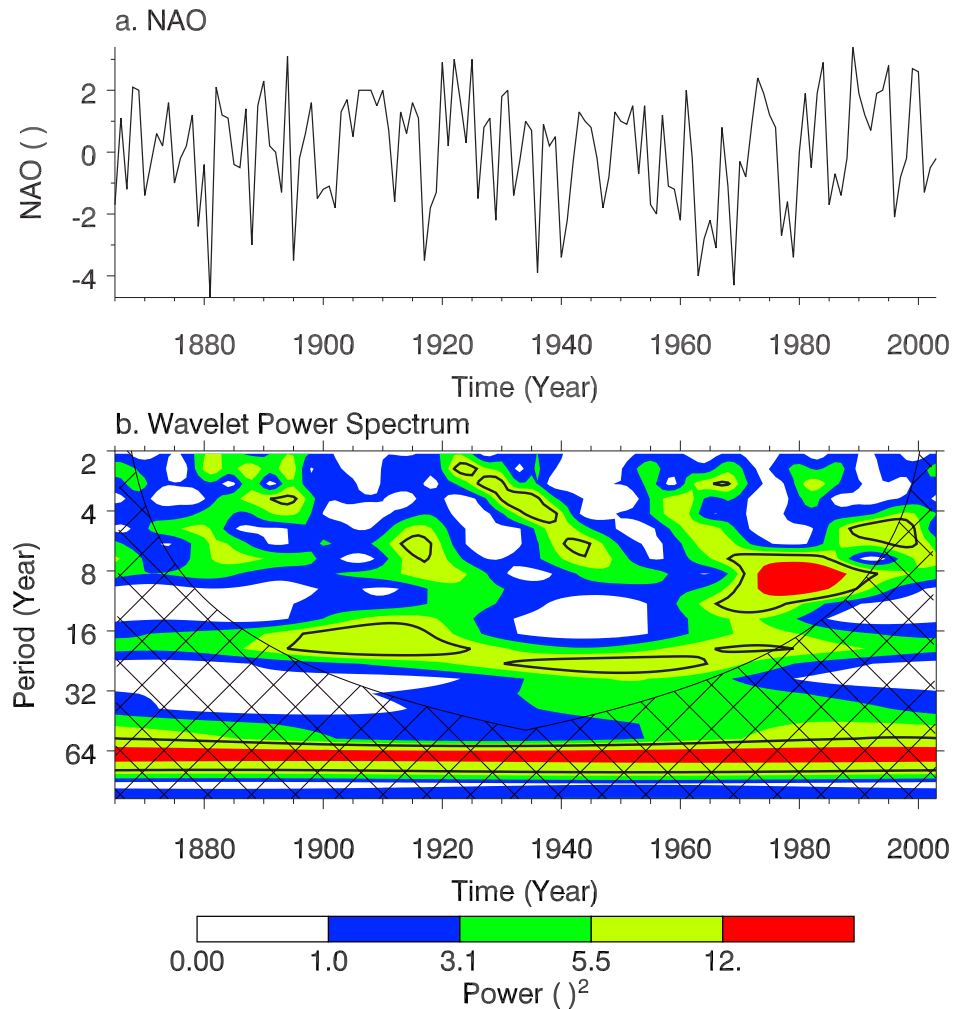 a. NAO
NAO ( )
2
0
-2
-4
1880 1900 1920 1940 1960 1980 2000
Time (Year)
b. Wavelet Power Spectrum
Period (Year)
2
4
8
16
32
64
1880 1900 1920 1940 1960 1980 2000
Time (Year)
0.00 1.0 3.1 5.5 12.
Power ( )²